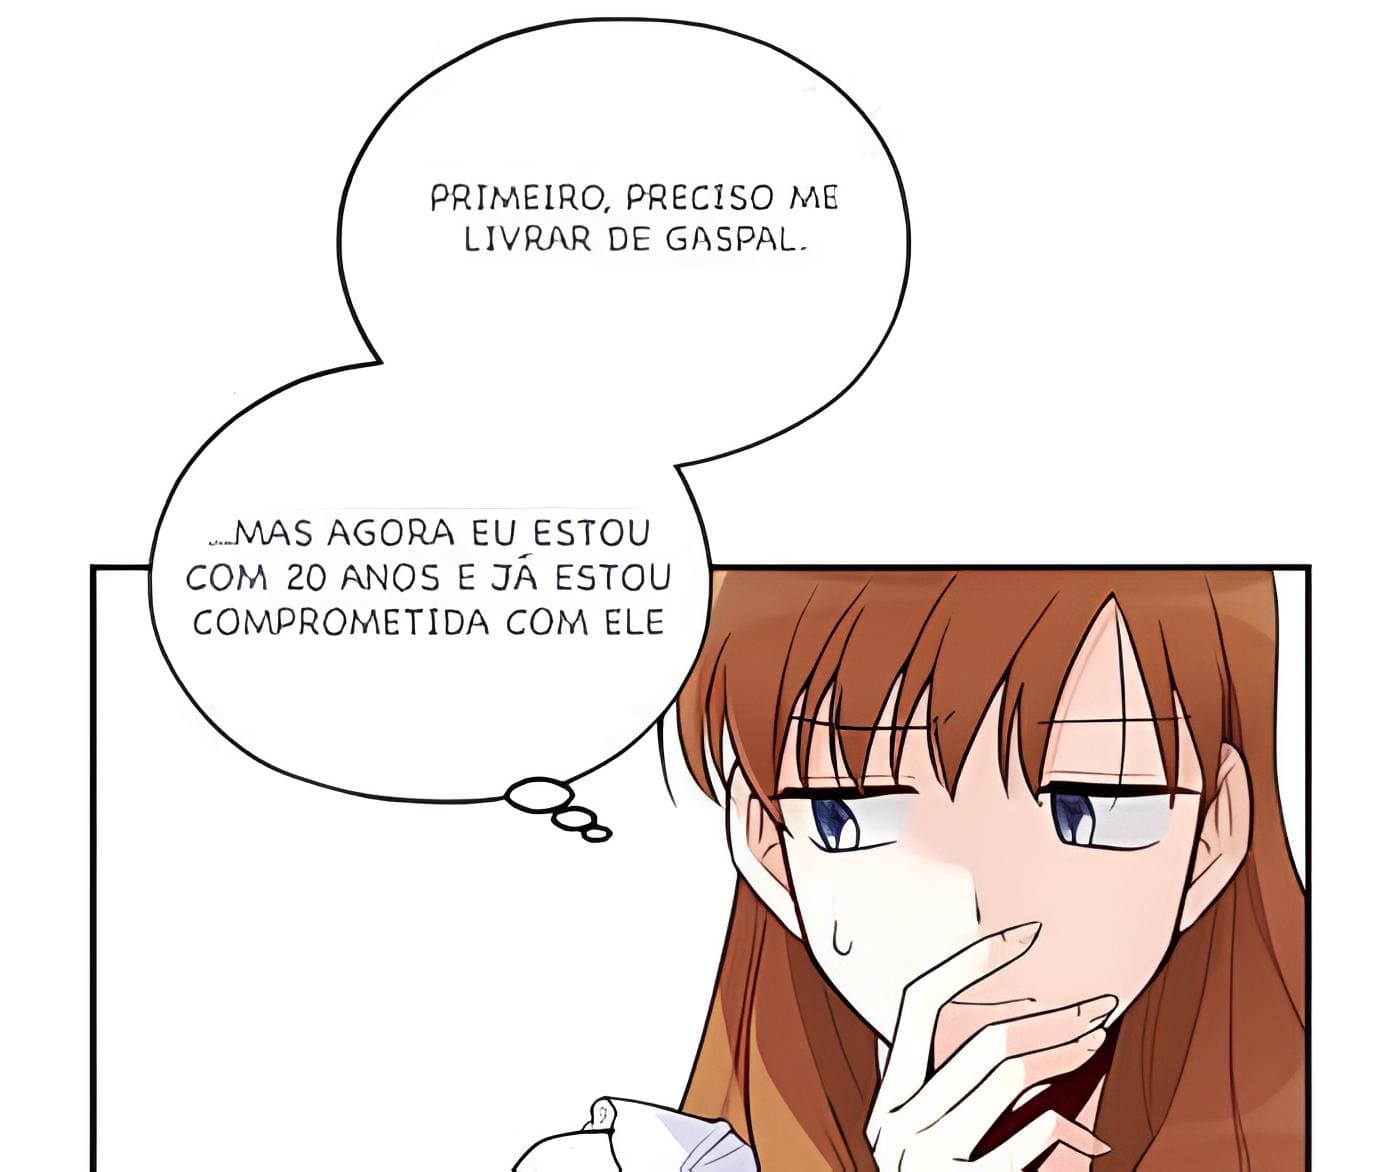 PRIMEIRO, PRECISO ME
LIVRAR DE GASPAL.
...MAS AGORA EU ESTOU
COM 20 ANOS E JÁ ESTOU
COMPROMETIDA COM ELE